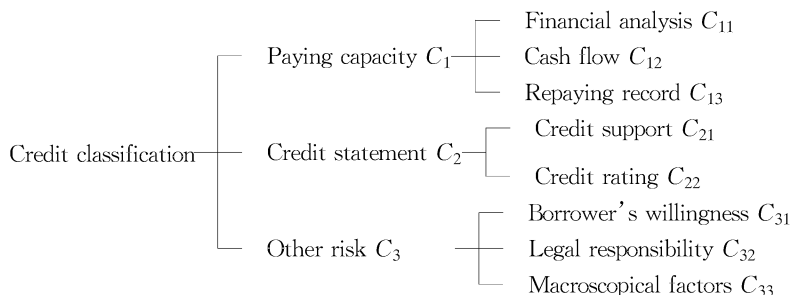 Financial analysis C11
Paying capacity C1
Cash flow C12
Repaying record C13
Credit support C21
Credit classification
Credit statement C2
Credit rating C22
Borrower's willingness C31
Other risk C3
Legal responsibility C32
Macroscopical factors C33